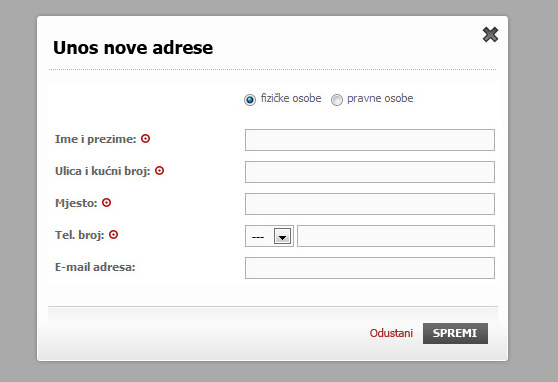 Unos nove adrese
fizičke osobe pravne osobe
Ime i prezime:
Ulica i kućni broj:
Mjesto:
Tel. broj: ---
E-mail adresa:
Odustani SPREMI